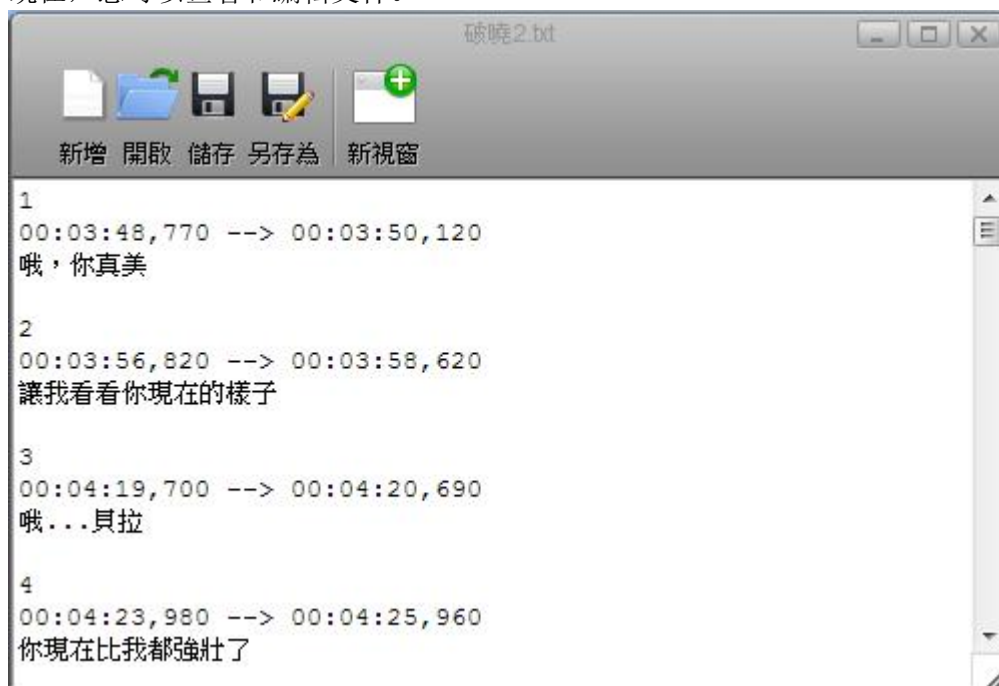 破曉2.txt
新增 開啟 儲存 另存為 新視窗
1
00:03:48,770 --> 00:03:50,120
哦，你真美
2
00:03:56,820 --> 00:03:58,620
讓我看看你現在的樣子
3
00:04:19,700 --> 00:04:20,690
哦...貝拉
4
00:04:23,980 --> 00:04:25,960
你現在比我都強壯了